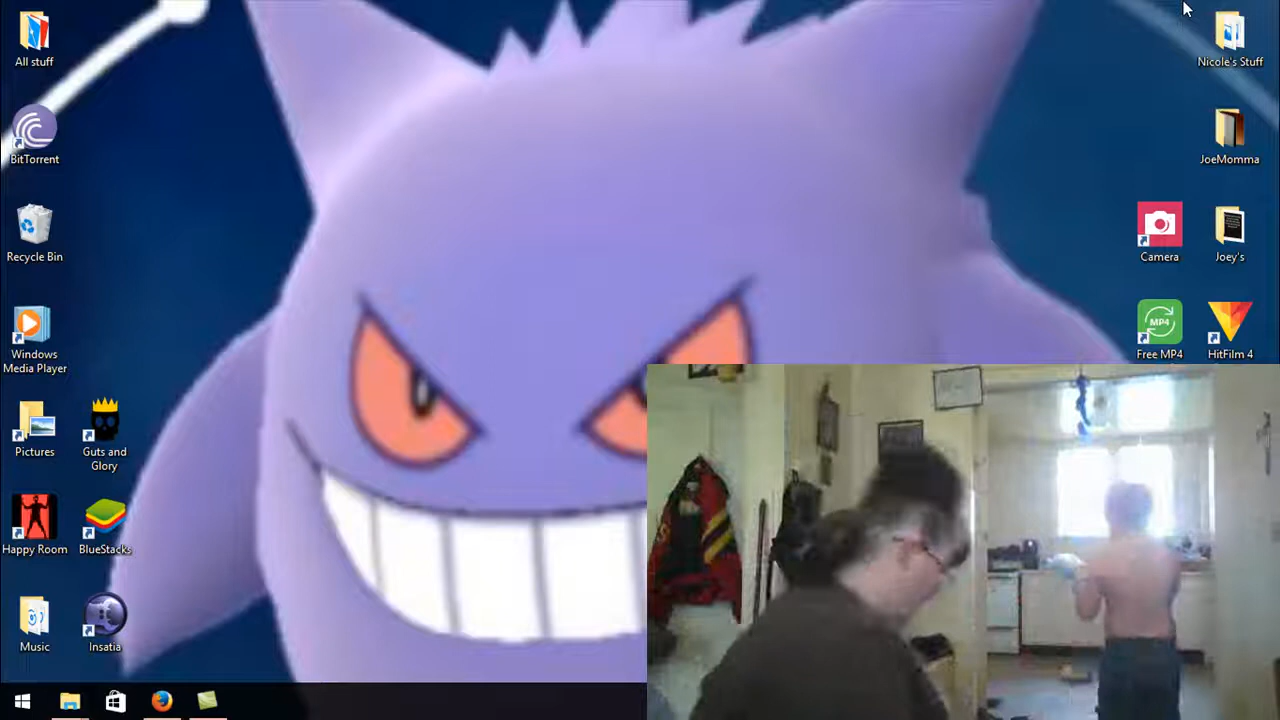 All stuff
BitTorrent
Recycle Bin
Windows
Media Player
Pictures
Guts and
Glory
Happy Room
BlueStacks
Music
Insatia
Nicole's Stuff
JoeMomma
Camera
Joey's
MP4
Free MP4
HitFilm 4